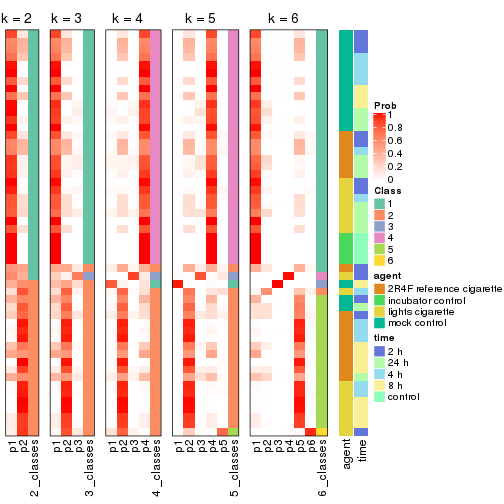 k = 2 k = 3 k = 4 k = 5 k = 6
Prob
1
0.8
0.6
0.4
0.2
0
Class
1
2
3
4
5
6
agent
2R4F reference cigarette
incubator control
lights cigarette
mock control
time
2 h
24 h
4 h
8 h
control
p1 p2 2_classes p1 p2 p3 3_classes p1 p2 p3 p4 4_classes p1 p2 p3 p4 p5 5_classes p1 p2 p3 p4 p5 p6 6_classes agent time